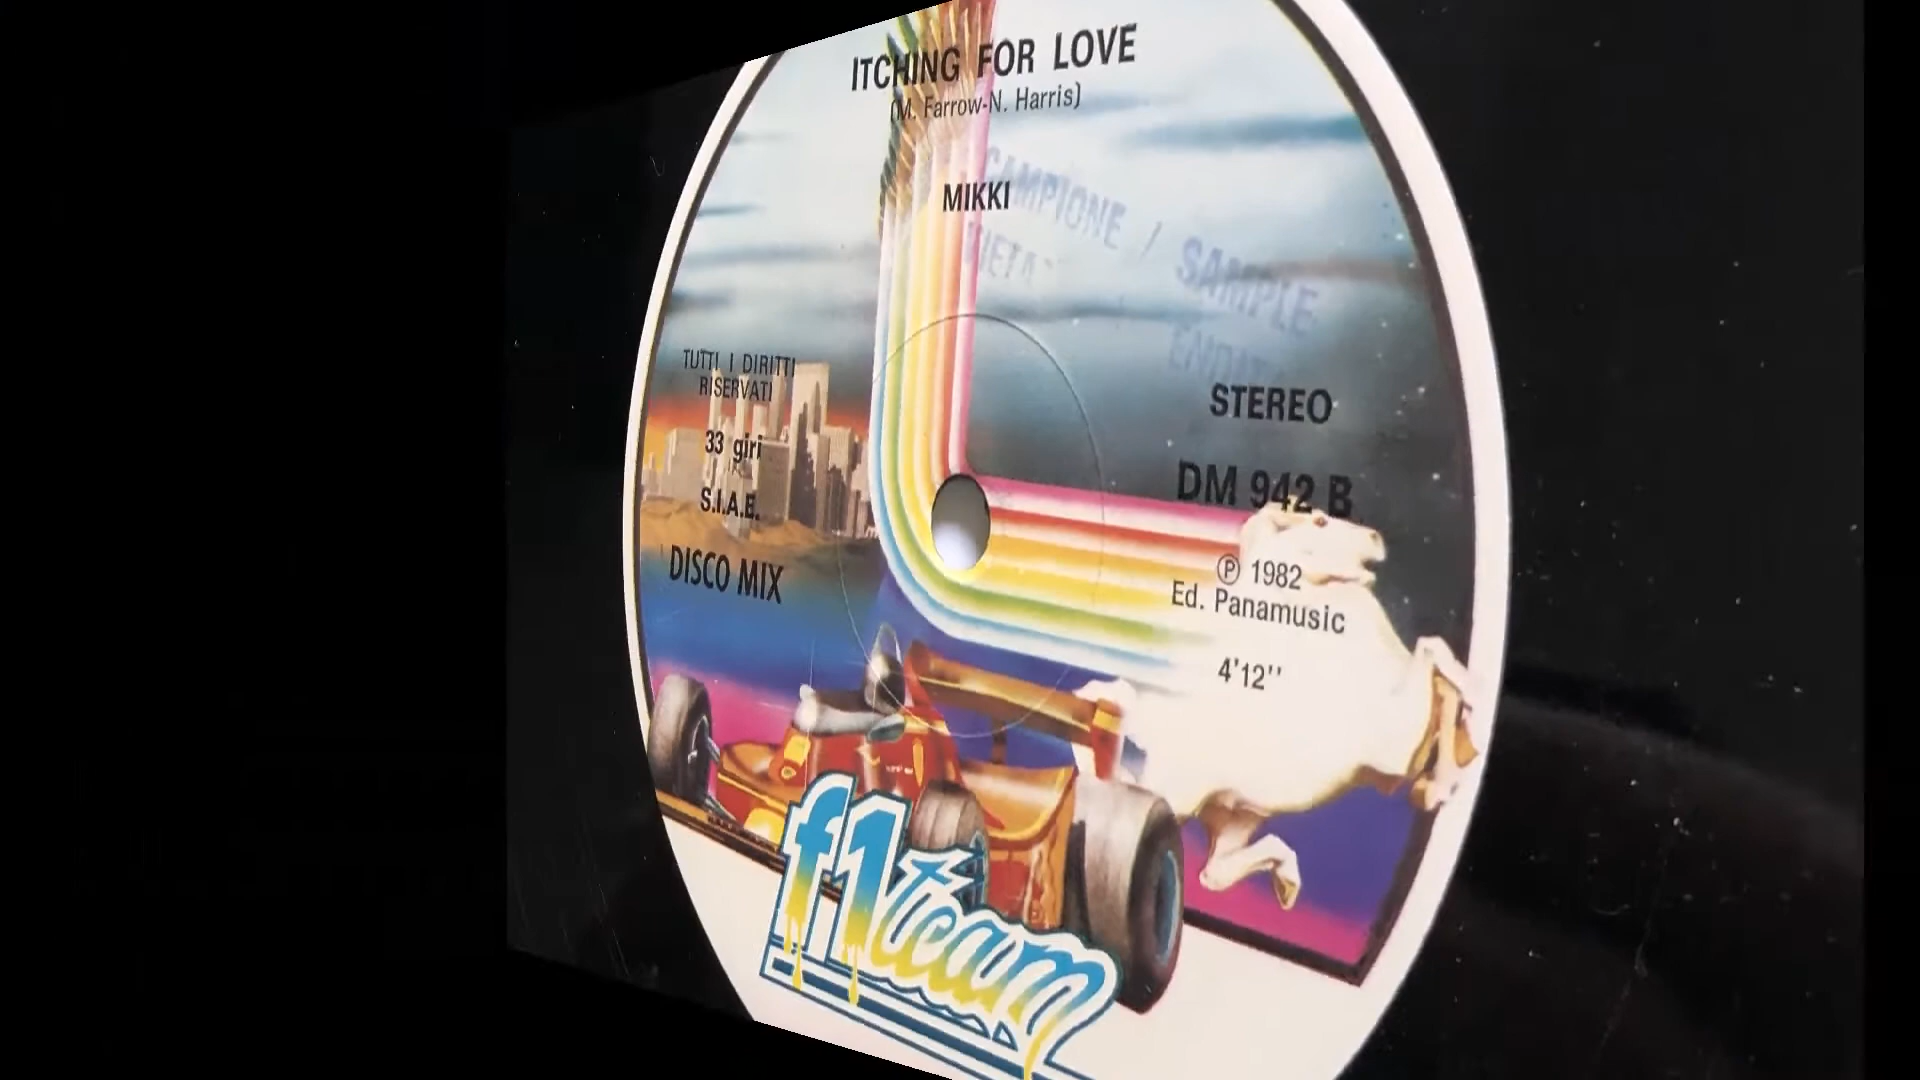 ITCHING FOR LOVE
(M. Farrow-N. Harris)
MIKKI
CAMPIONE / SAMPLE
TUTTI I DIRITTI
RISERVATI
33 giri
S.I.A.E.
DISCO MIX
STEREO
DM 942 B
℗ 1982
Ed. Panamusic
4'12''
f1 team